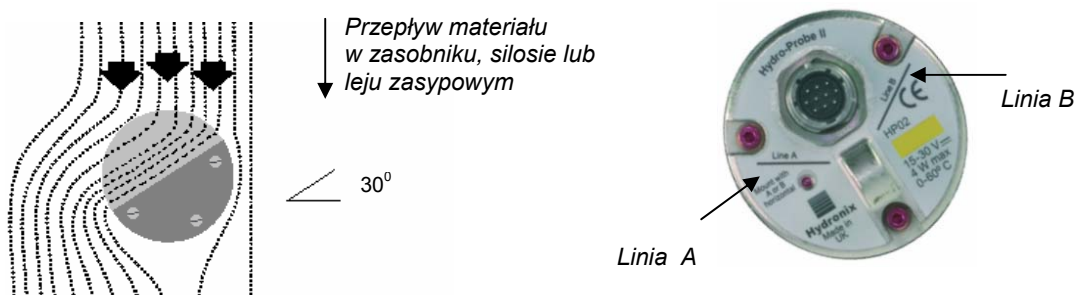 Przepływ materiału
w zasobniku, silosie lub
leju zasypowym
30⁰
Hydro-Probe II
Line B
CE
HP02
15-30 V
4 W max
0-60º C
Line A
Mount with
A or B
horizontal
Hydronix
Made in
UK
Linia B
Linia A